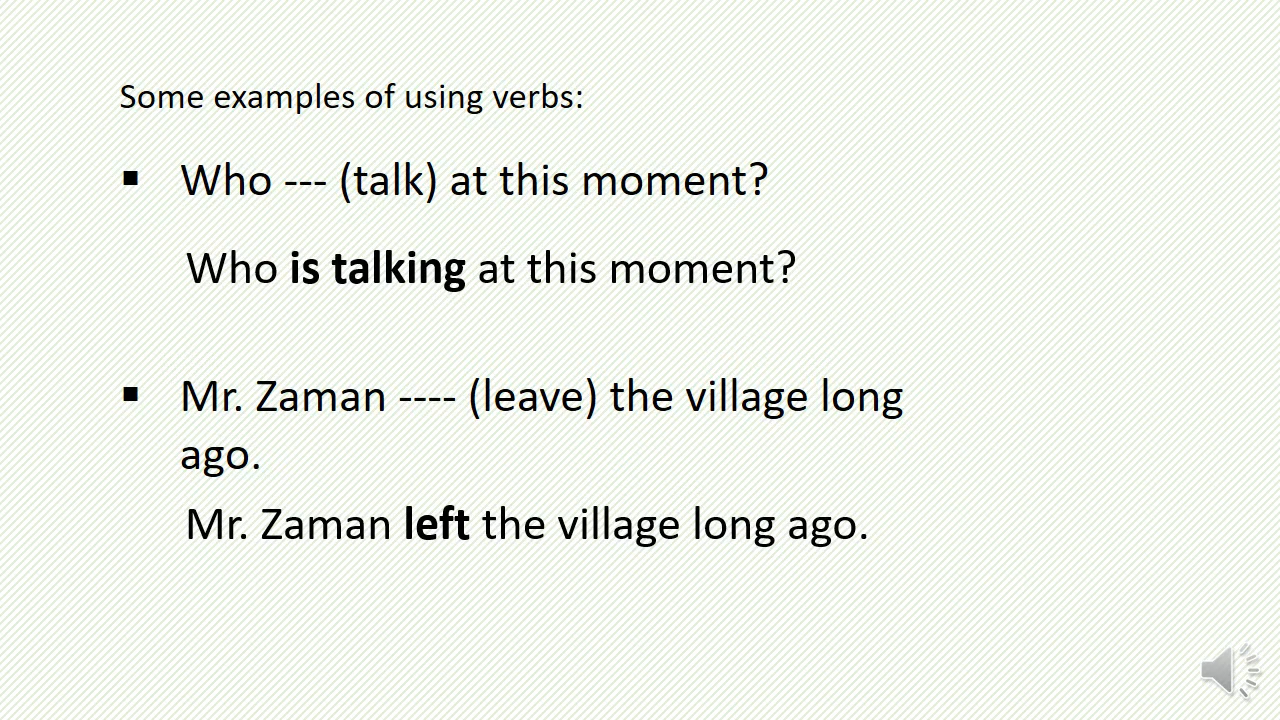 Some examples of using verbs:
▪ Who --- (talk) at this moment?
Who is talking at this moment?
▪ Mr. Zaman ---- (leave) the village long
ago.
Mr. Zaman left the village long ago.